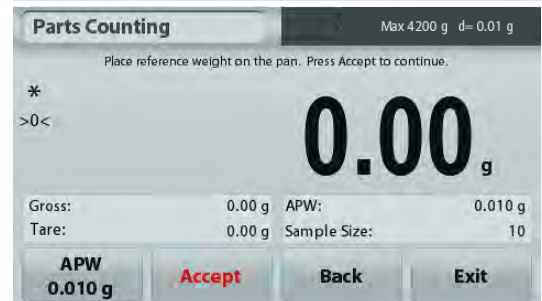 Parts Counting
Max 4200 g d= 0.01 g
Place reference weight on the pan. Press Accept to continue.
*
>0<
0.00 g
Gross: 0.00 g APW: 0.010 g
Tare: 0.00 g Sample Size: 10
APW
0.010 g
Accept
Back
Exit